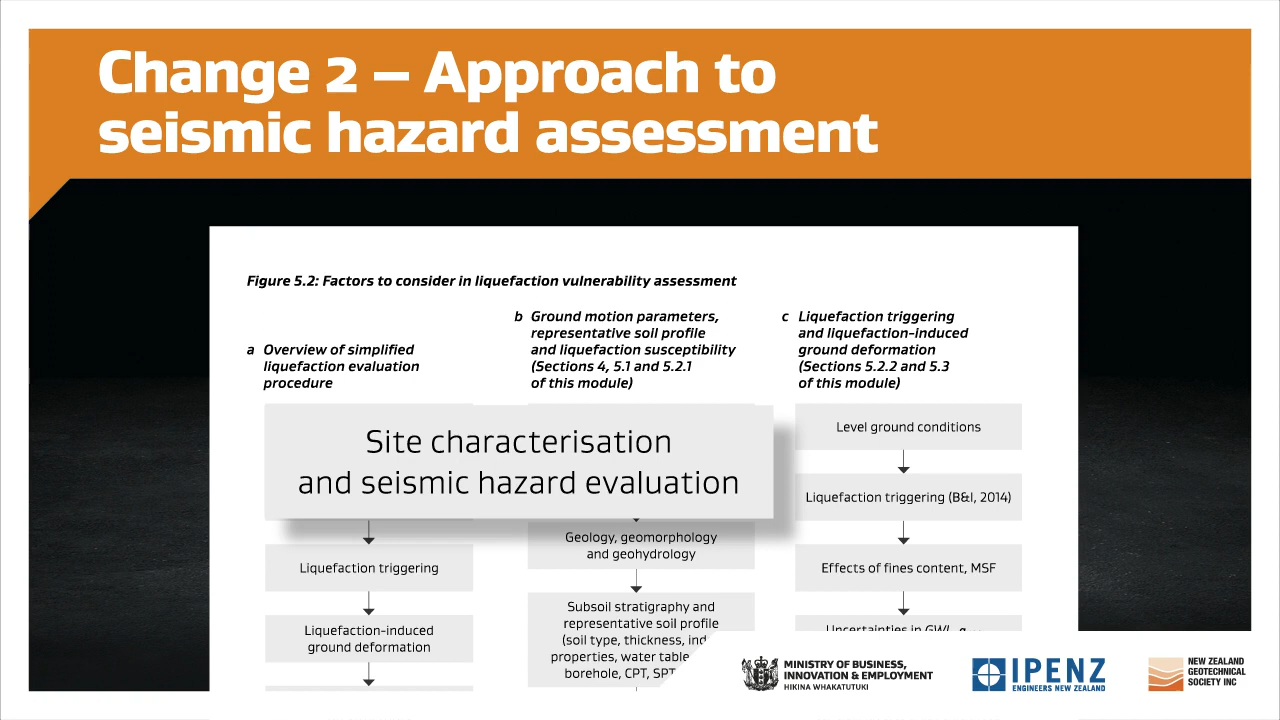 Change 2 – Approach to
seismic hazard assessment
Figure 5.2: Factors to consider in liquefaction vulnerability assessment
a Overview of simplified
liquefaction evaluation
procedure
b Ground motion parameters,
representative soil profile
and liquefaction susceptibility
(Sections 4, 5.1 and 5.2.1
of this module)
c Liquefaction triggering
and liquefaction-induced
ground deformation
(Sections 5.2.2 and 5.3
of this module)
Site characterisation
and seismic hazard evaluation
Liquefaction triggering
Liquefaction-induced
ground deformation
Geology, geomorphology
and geohydrology
Subsoil stratigraphy and
representative soil profile
(soil type, thickness,
properties, water table
borehole, CPT, SPT
Level ground conditions
Liquefaction triggering (B&I, 2014)
Effects of fines content, MSF
Uncertainties in GWL,
MINISTRY OF BUSINESS,
INNOVATION & EMPLOYMENT
HIKINA WHAKATUTUKI
IPENZ
ENGINEERS NEW ZEALAND
NEW ZEALAND
GEOTECHNICAL
SOCIETY INC